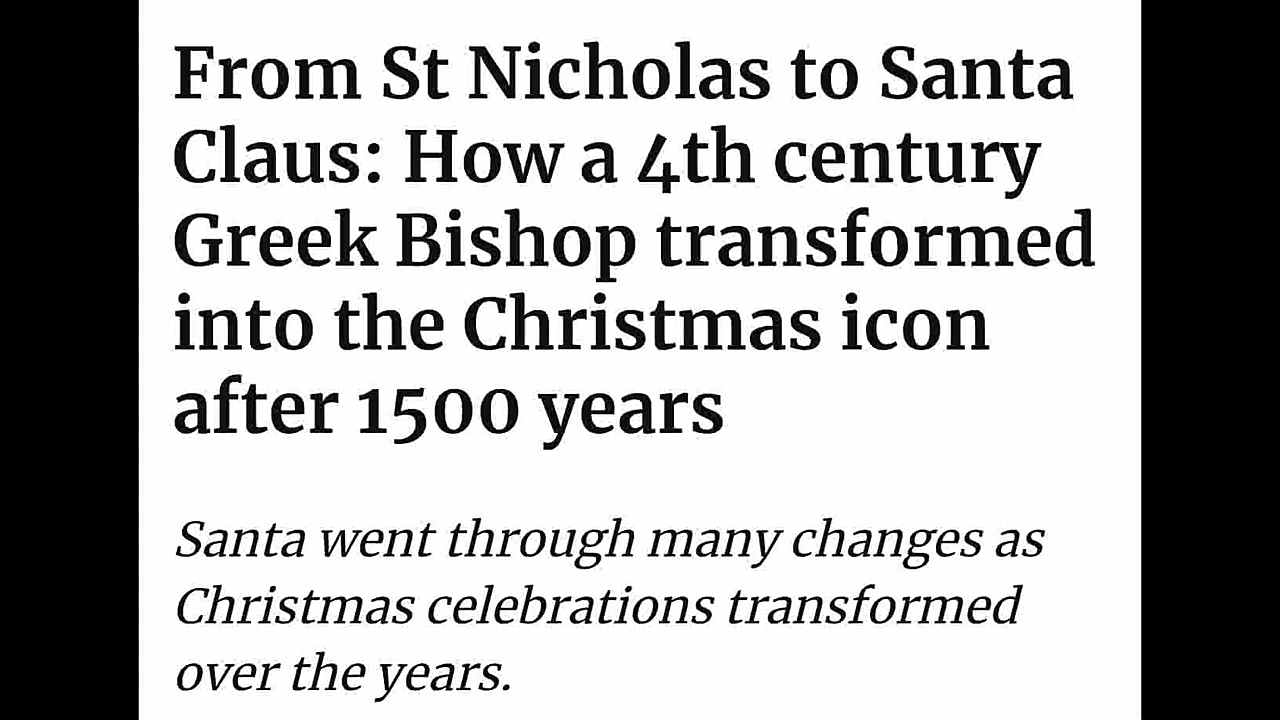 From St Nicholas to Santa
Claus: How a 4th century
Greek Bishop transformed
into the Christmas icon
after 1500 years
Santa went through many changes as
Christmas celebrations transformed
over the years.